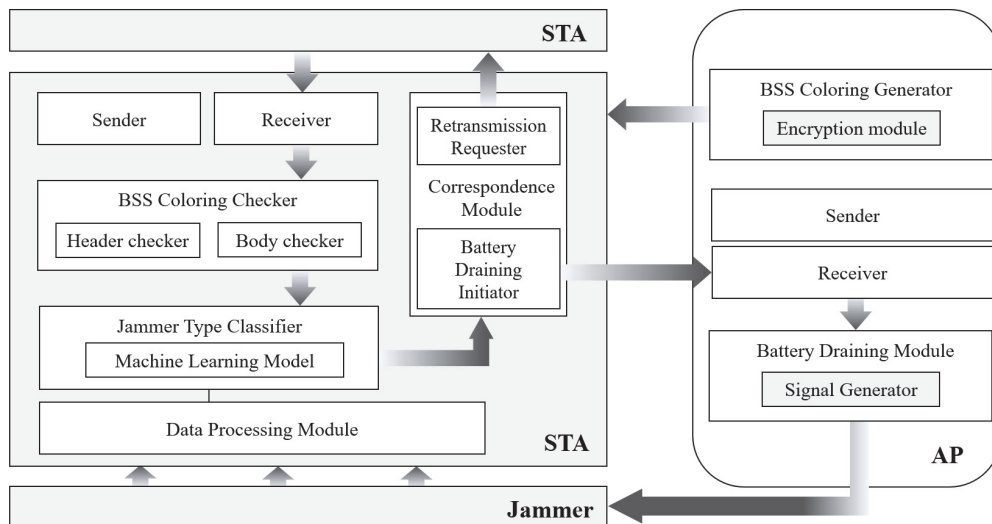 STA
Sender
Receiver
BSS Coloring Checker
Header checker
Body checker
Jammer Type Classifier
Machine Learning Model
Data Processing Module
Retransmission
Requester
Correspondence
Module
Battery
Draining
Initiator
STA
Jammer
BSS Coloring Generator
Encryption module
Sender
Receiver
Battery Draining Module
Signal Generator
AP